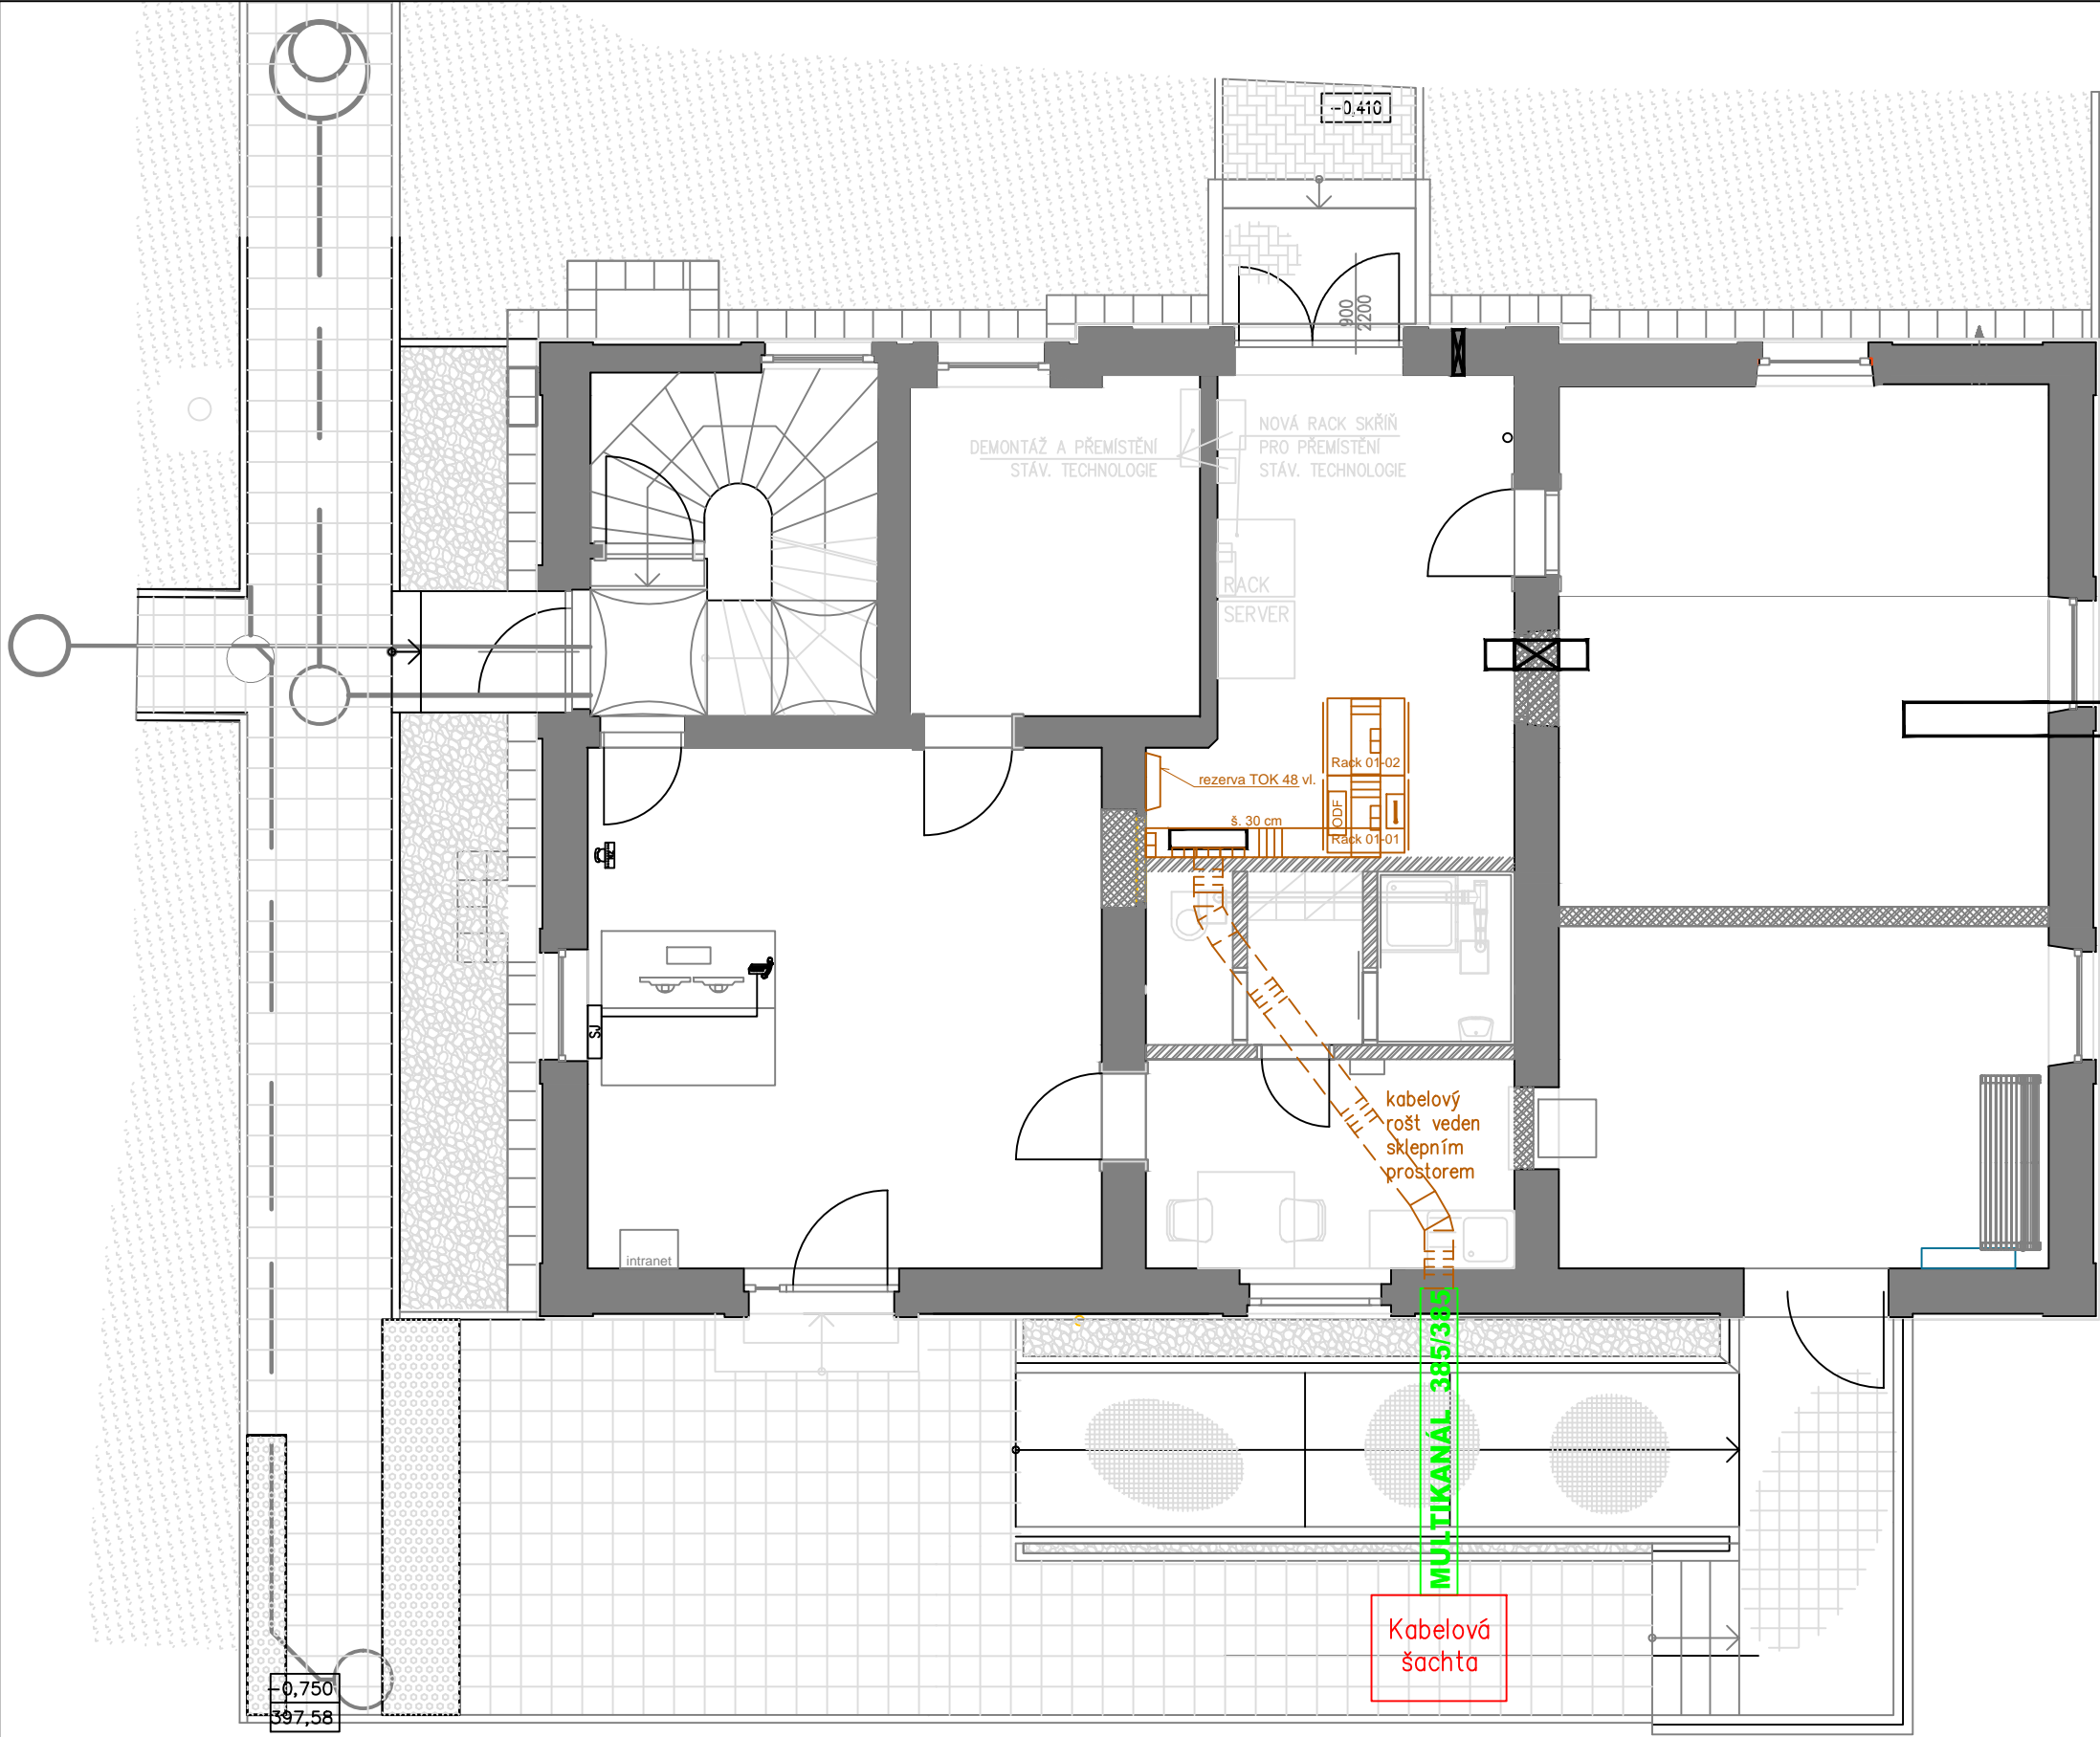 -0,410
900
2200
DEMONTÁŽ A PŘEMÍSTĚNÍ
STÁV. TECHNOLOGIE
NOVÁ RACK SKŘÍŇ
PRO PŘEMÍSTĚNÍ
STÁV. TECHNOLOGIE
RACK
SERVER
Rack 01-02
rezerva TOK 48 vl.
ODF
š. 30 cm
Rack 01-01
SJ
kabelový
rošt veden
sklepním
prostorem
intranet
MULTIKANÁL 385/385
Kabelová
šachta
-0,750
397,58